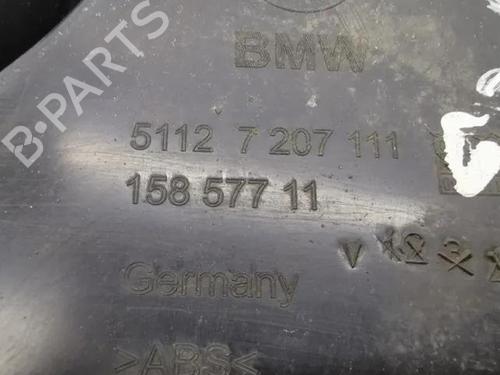 BMW
5112 7 207 111
158 577 11
Germany
>ABS<
B-PARTS